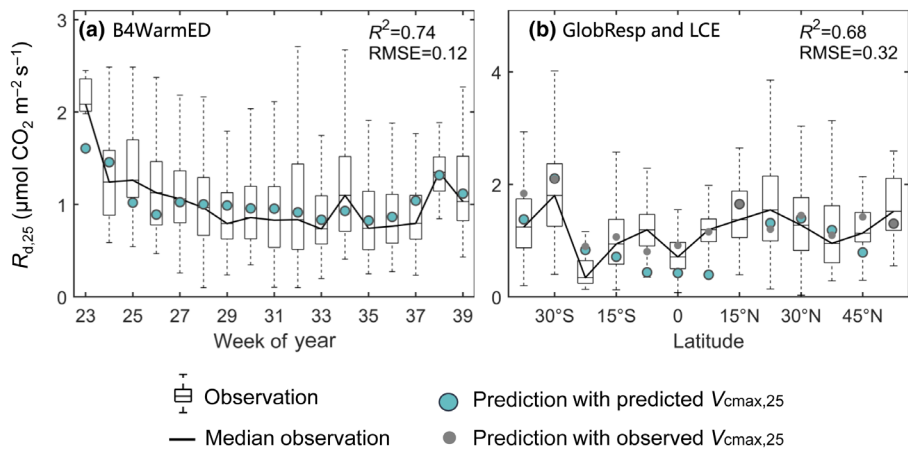 (a) B4WarmED
R²=0.74
RMSE=0.12
(b) GlobResp and LCE
R²=0.68
RMSE=0.32
R_d,25 (μmol CO₂ m⁻² s⁻¹)
3
2
1
0
4
2
0
23 25 27 29 31 33 35 37 39
30°S 15°S 0 15°N 30°N 45°N
Week of year
Latitude
Observation
Prediction with predicted V_cmax,25
Median observation
Prediction with observed V_cmax,25